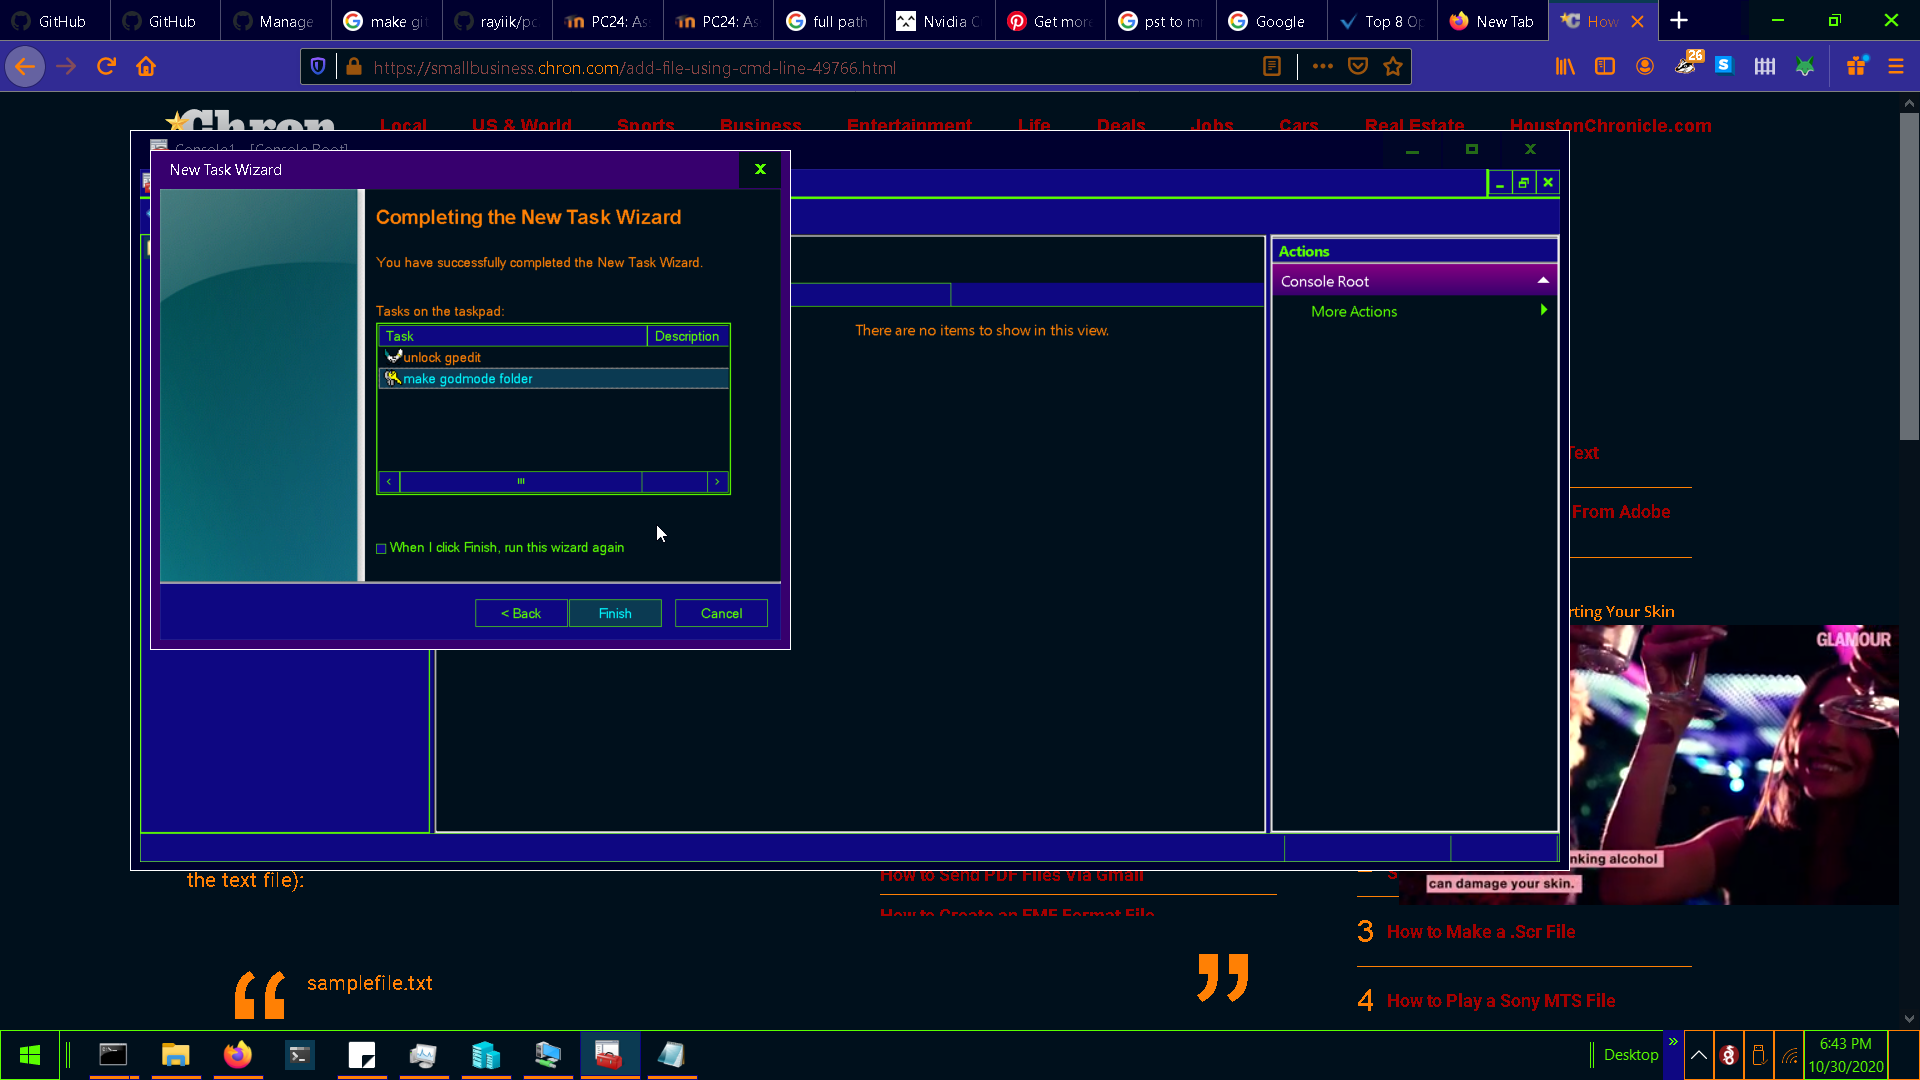 GitHub
GitHub
Manage
make git
rayiik/pc
PC24: As
PC24: As
full path
Nvidia C
Get more
pst to m
Google
Top 8 Op
New Tab
How
https://smallbusiness.chron.com/add-file-using-cmd-line-49766.html
26
Chron
Local
US & World
Sports
Business
Entertainment
Life
Deals
Jobs
Cars
Real Estate
HoustonChronicle.com
Console1 - [Console Root]
New Task Wizard
Completing the New Task Wizard
You have successfully completed the New Task Wizard.
Tasks on the taskpad:
Task Description
unlock gpedit
make godmode folder
When I click Finish, run this wizard again
< Back
Finish
Cancel
There are no items to show in this view.
Actions
Console Root
More Actions
Text
From Adobe
rting Your Skin
GLAMOUR
nking alcohol
can damage your skin.
the text file):
How to Send PDF Files Via Gmail
How to Create an EMF Format File
3 How to Make a .Scr File
4 How to Play a Sony MTS File
“ samplefile.txt ”
Desktop
6:43 PM
10/30/2020